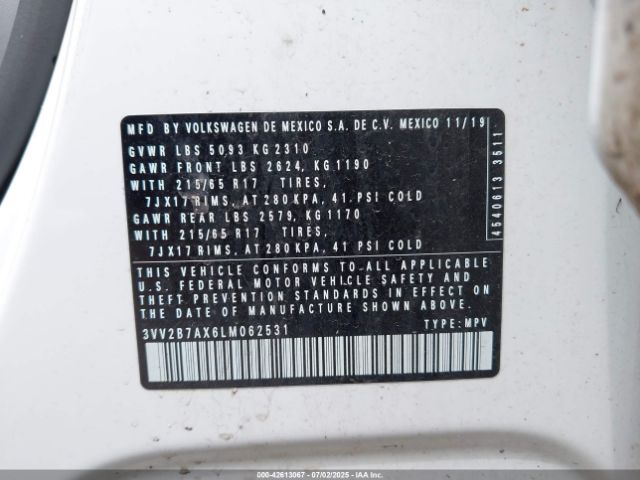 MFD BY VOLKSWAGEN DE MEXICO S.A. DE C.V. MEXICO 11/19
GVWR LBS 5093 KG 2310
GAWR FRONT LBS 2624, KG 1190
WITH 215/65 R17 TIRES,
7JX17 RIMS, AT 280 KPA, 41. PSI COLD
GAWR REAR LBS 2579, KG 1170
WITH 215/65 R17 TIRES,
7JX17 RIMS, AT 280 KPA, 41 PSI COLD
THIS VEHICLE CONFORMS TO ALL APPLICABLE
U.S. FEDERAL MOTOR VEHICLE SAFETY AND
THEFT PREVENTION STANDARDS IN EFFECT ON
THE DATE OF MANUFACTURE SHOWN ABOVE.
3VV2B7AX6LM062531 TYPE: MPV
4540613 3511
000-42613067 - 07/02/2025 - IAAI.COM